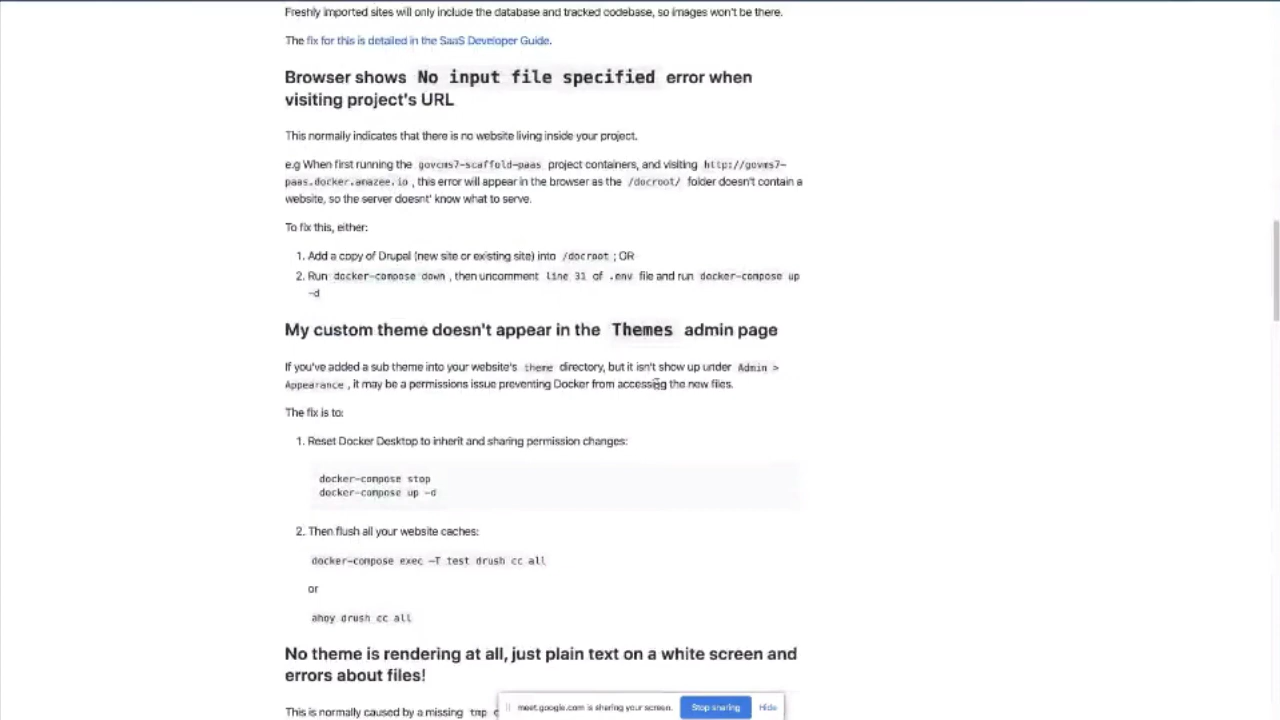 Freshly imported sites will only include the database and tracked codebase, so images won't be there.
The fix for this is detailed in the SaaS Developer Guide.
Browser shows No input file specified error when
visiting project's URL
This normally indicates that there is no website living inside your project.
e.g When first running the govcms7-scaffold-paas project containers, and visiting http://govms7-
paas.docker.amazee.io , this error will appear in the browser as the /docroot/ folder doesn't contain a
website, so the server doesnt' know what to serve.
To fix this, either:
1. Add a copy of Drupal (new site or existing site) into /docroot ; OR
2. Run docker-compose down , then uncomment line 31 of .env file and run docker-compose up
-d
My custom theme doesn't appear in the Themes admin page
If you've added a sub theme into your website's theme directory, but it isn't show up under Admin >
Appearance , it may be a permissions issue preventing Docker from accessing the new files.
The fix is to:
1. Reset Docker Desktop to inherit and sharing permission changes:
docker-compose stop
docker-compose up -d
2. Then flush all your website caches:
docker-compose exec -T test drush cc all
or
ahoy drush cc all
No theme is rendering at all, just plain text on a white screen and
errors about files!
This is normally caused by a missing tmp
meet.google.com is sharing your screen. Stop sharing Hide